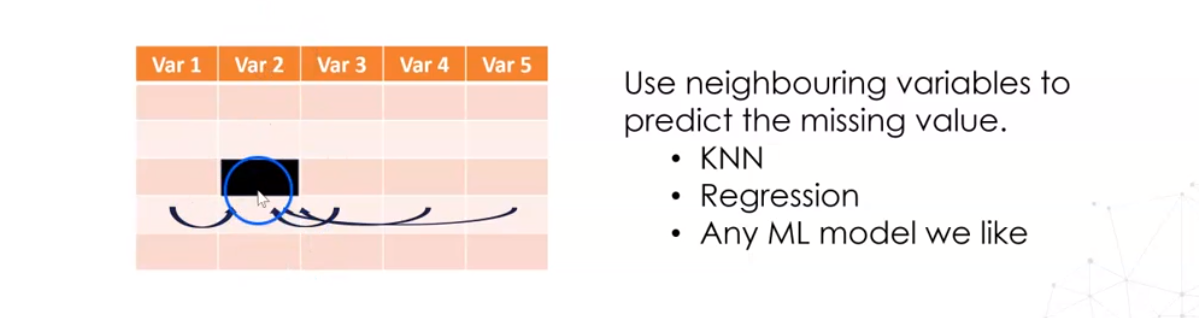 Var 1 Var 2 Var 3 Var 4 Var 5
Use neighbouring variables to
predict the missing value.
• KNN
• Regression
• Any ML model we like